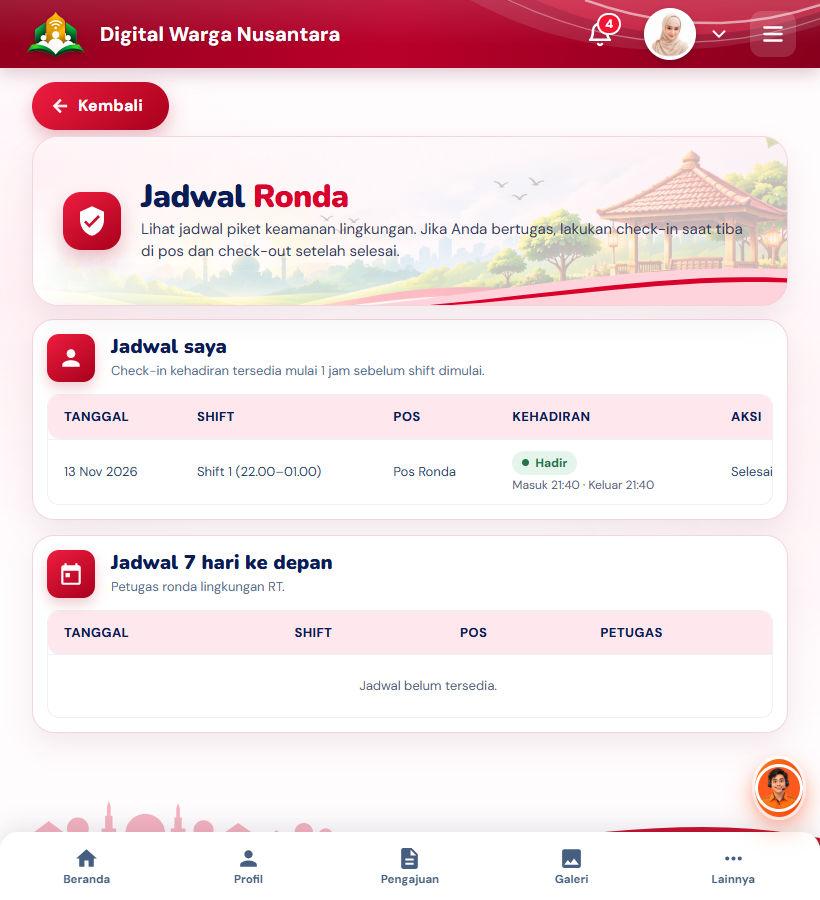 Digital Warga Nusantara
4
Kembali
Jadwal Ronda
Lihat jadwal piket keamanan lingkungan. Jika Anda bertugas, lakukan check-in saat tiba
di pos dan check-out setelah selesai.
Jadwal saya
Check-in kehadiran tersedia mulai 1 jam sebelum shift dimulai.
TANGGAL SHIFT POS KEHADIRAN AKSI
13 Nov 2026 Shift 1 (22.00–01.00) Pos Ronda Hadir Selesai
Masuk 21:40 · Keluar 21:40
Jadwal 7 hari ke depan
Petugas ronda lingkungan RT.
TANGGAL SHIFT POS PETUGAS
Jadwal belum tersedia.
Beranda Profil Pengajuan Galeri Lainnya